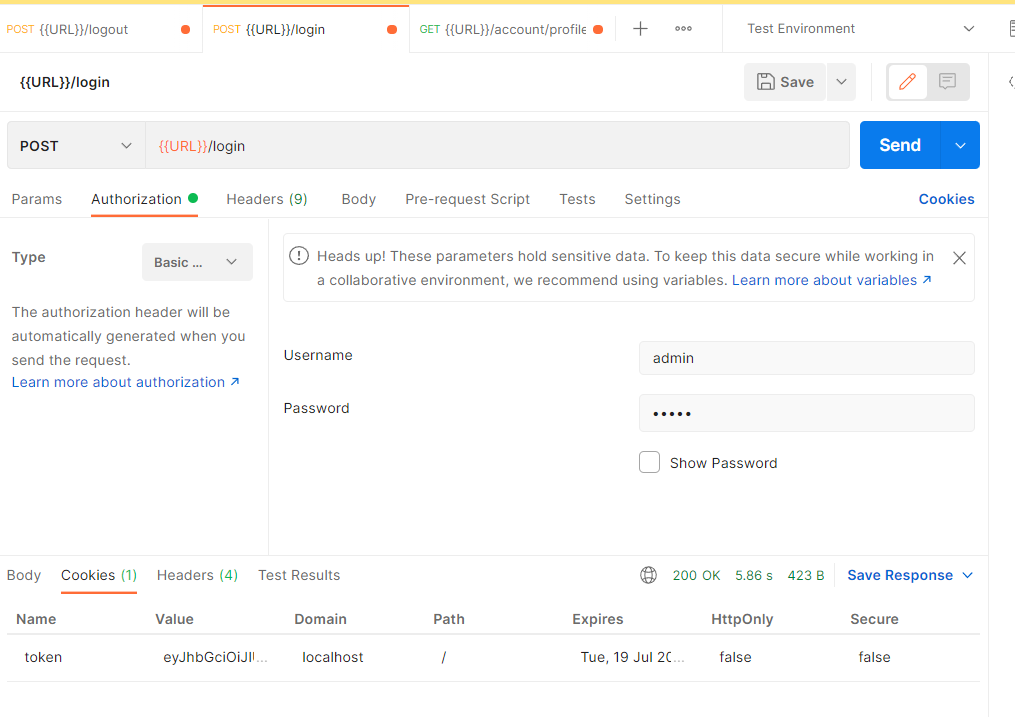 POST {{URL}}/logout
POST {{URL}}/login
GET {{URL}}/account/profile
Test Environment
{{URL}}/login
Save
POST
{{URL}}/login
Send
Params
Authorization
Headers (9)
Body
Pre-request Script
Tests
Settings
Cookies
Type
Basic ...
The authorization header will be
automatically generated when you
send the request.
Learn more about authorization ↗
Heads up! These parameters hold sensitive data. To keep this data secure while working in
a collaborative environment, we recommend using variables. Learn more about variables ↗
Username
admin
Password
•••••
Show Password
Body
Cookies (1)
Headers (4)
Test Results
200 OK
5.86 s
423 B
Save Response
Name
Value
Domain
Path
Expires
HttpOnly
Secure
token
eyJhbGciOiJIU...
localhost
/
Tue, 19 Jul 20...
false
false